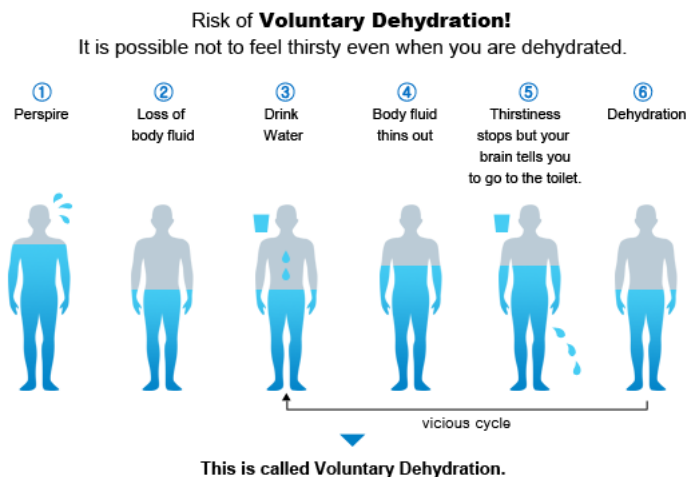 Risk of Voluntary Dehydration!
It is possible not to feel thirsty even when you are dehydrated.
①
Perspire
②
Loss of
body fluid
③
Drink
Water
④
Body fluid
thins out
⑤
Thirstiness
stops but your
brain tells you
to go to the toilet.
⑥
Dehydration
vicious cycle
This is called Voluntary Dehydration.